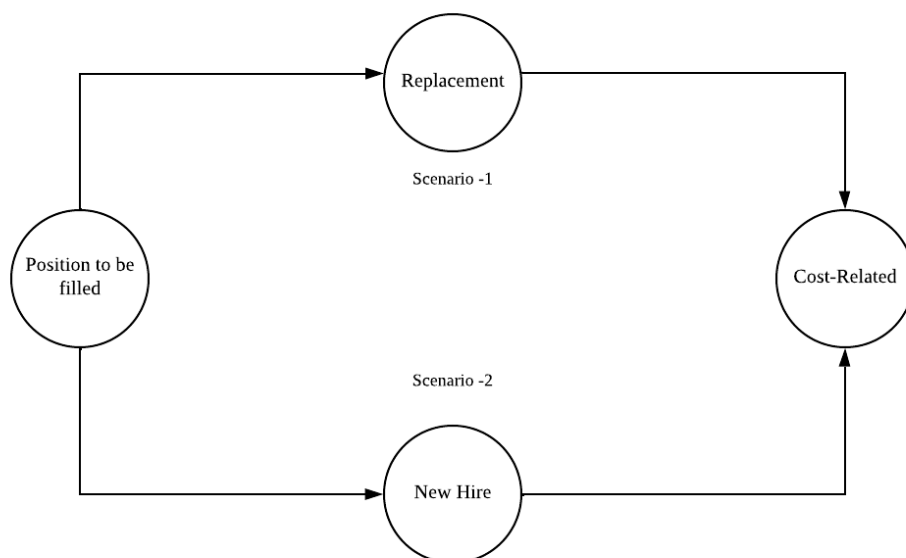 Replacement
Scenario -1
Position to be
filled
Cost-Related
Scenario -2
New Hire